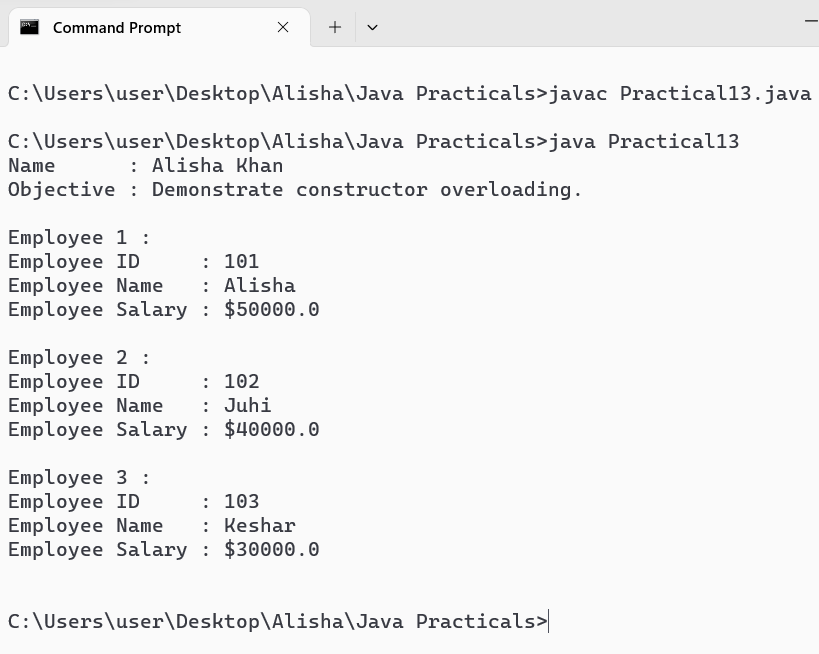 Command Prompt
C:\Users\user\Desktop\Alisha\Java Practicals>javac Practical13.java
C:\Users\user\Desktop\Alisha\Java Practicals>java Practical13
Name      : Alisha Khan
Objective : Demonstrate constructor overloading.
Employee 1 :
Employee ID     : 101
Employee Name   : Alisha
Employee Salary : $50000.0
Employee 2 :
Employee ID     : 102
Employee Name   : Juhi
Employee Salary : $40000.0
Employee 3 :
Employee ID     : 103
Employee Name   : Keshar
Employee Salary : $30000.0
C:\Users\user\Desktop\Alisha\Java Practicals>